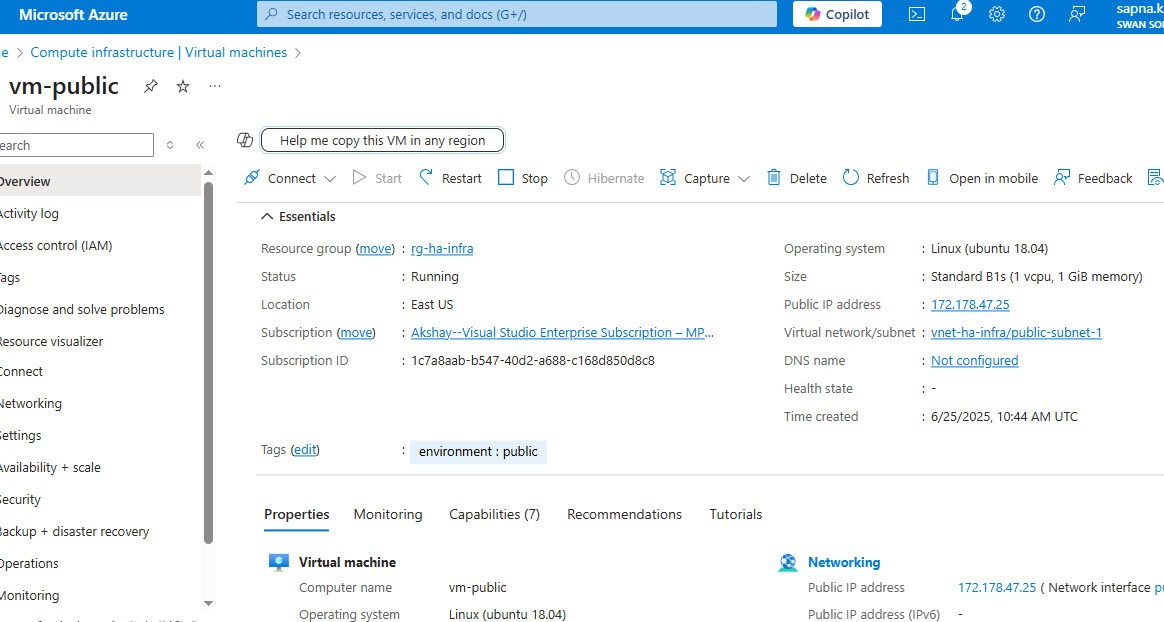 Microsoft Azure
Search resources, services, and docs (G+/)
Copilot
2
sapna.k
SWAN SO
e > Compute infrastructure | Virtual machines >
vm-public
Virtual machine
earch
Overview
Activity log
Access control (IAM)
Tags
Diagnose and solve problems
Resource visualizer
Connect
Networking
Settings
Availability + scale
Security
Backup + disaster recovery
Operations
Monitoring
Help me copy this VM in any region
Connect Start Restart Stop Hibernate Capture Delete Refresh Open in mobile Feedback
Essentials
Resource group (move) : rg-ha-infra
Status : Running
Location : East US
Subscription (move) : Akshay--Visual Studio Enterprise Subscription – MP...
Subscription ID : 1c7a8aab-b547-40d2-a688-c168d850d8c8
Operating system : Linux (ubuntu 18.04)
Size : Standard B1s (1 vcpu, 1 GiB memory)
Public IP address : 172.178.47.25
Virtual network/subnet : vnet-ha-infra/public-subnet-1
DNS name : Not configured
Health state : -
Time created : 6/25/2025, 10:44 AM UTC
Tags (edit) : environment : public
Properties Monitoring Capabilities (7) Recommendations Tutorials
Virtual machine
Computer name vm-public
Operating system Linux (ubuntu 18.04)
Networking
Public IP address 172.178.47.25 ( Network interface p
Public IP address (IPv6) -